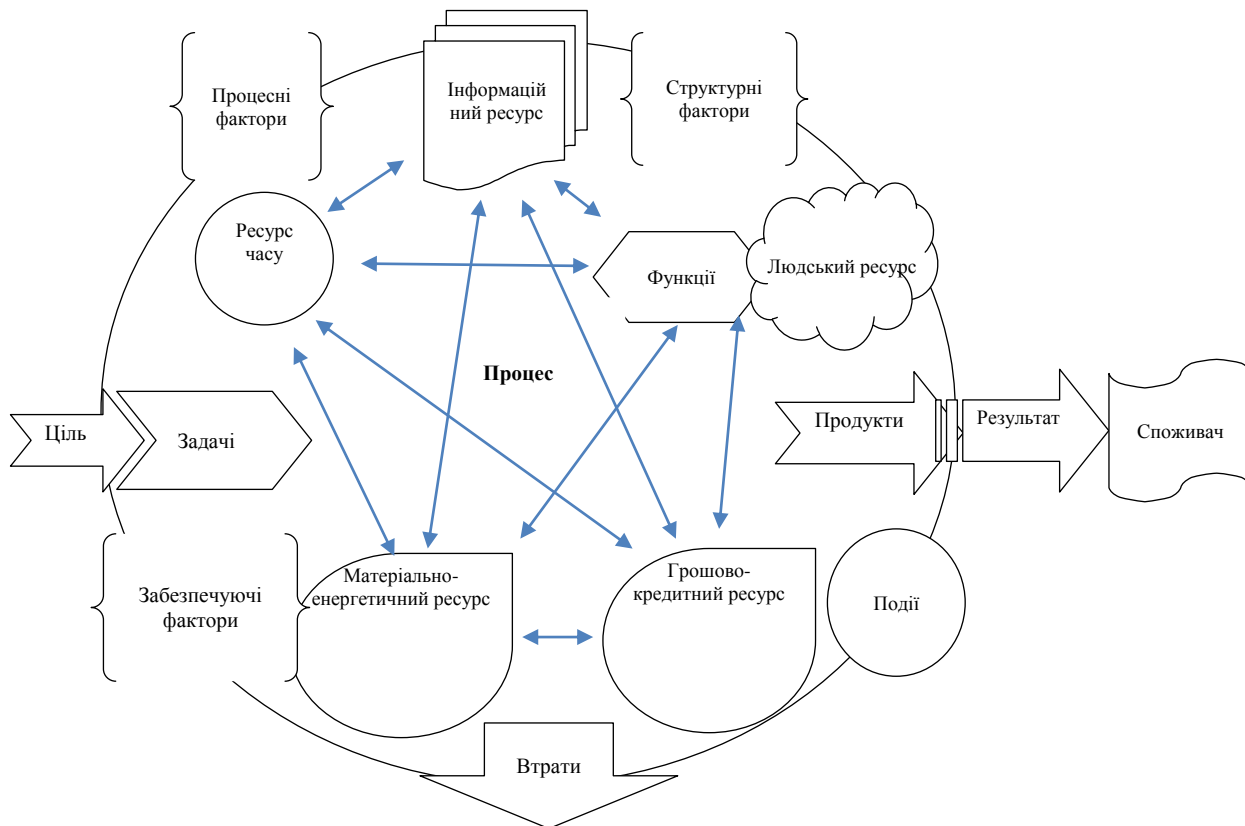 Процесні
фактори
Інформацій
ний ресурс
Структурні
фактори
Ресурс
часу
Функції
Людський ресурс
Процес
Ціль
Задачі
Продукти
Результат
Споживач
Забезпечуючі
фактори
Матеріально-
енергетичний ресурс
Грошово-
кредитний ресурс
Події
Втрати